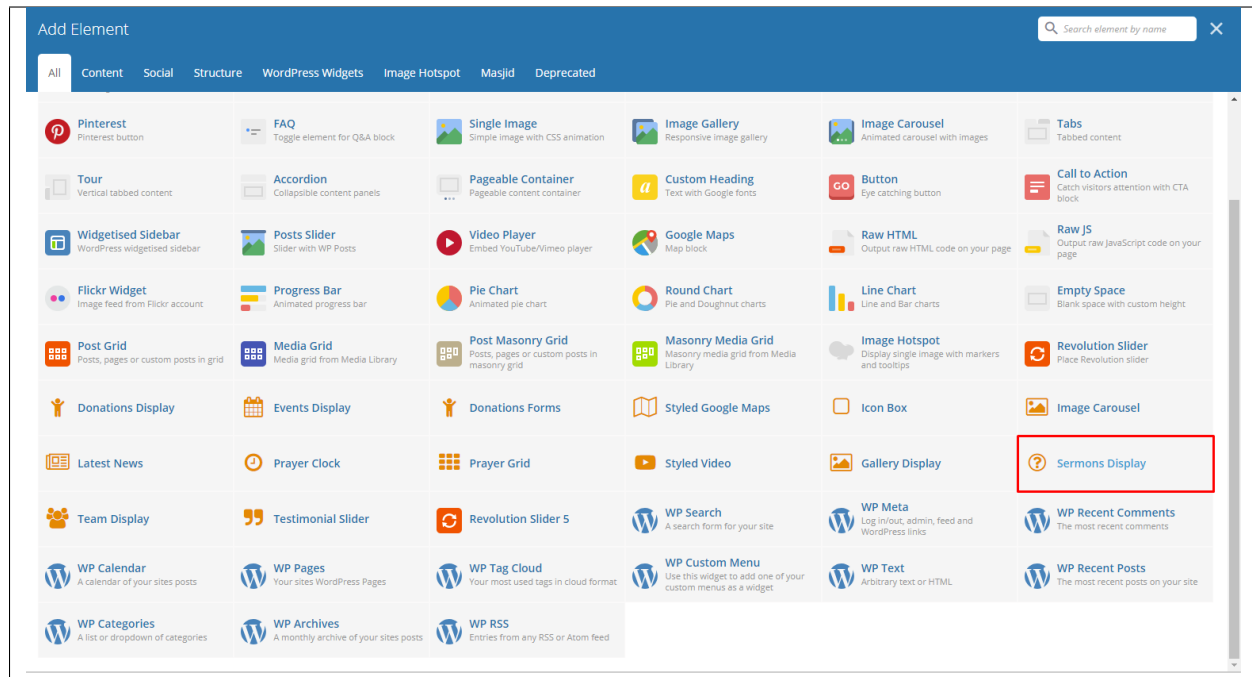 Add Element
Search element by name
All Content Social Structure WordPress Widgets Image Hotspot Masjid Deprecated
Pinterest
Pinterest button
FAQ
Toggle element for Q&A block
Single Image
Simple image with CSS animation
Image Gallery
Responsive image gallery
Image Carousel
Animated carousel with images
Tabs
Tabbed content
Tour
Vertical tabbed content
Accordion
Collapsible content panels
Pageable Container
Pageable content container
a
Custom Heading
Text with Google fonts
GO
Button
Eye catching button
Call to Action
Catch visitors attention with CTA
block
Widgetised Sidebar
WordPress widgetised sidebar
Posts Slider
Slider with WP Posts
Video Player
Embed YouTube/Vimeo player
Google Maps
Map block
Raw HTML
Output raw HTML code on your page
Raw JS
Output raw JavaScript code on your
page
Flickr Widget
Image feed from Flickr account
Progress Bar
Animated progress bar
Pie Chart
Animated pie chart
Round Chart
Pie and Doughnut charts
Line Chart
Line and Bar charts
Empty Space
Blank space with custom height
Post Grid
Posts, pages or custom posts in grid
Media Grid
Media grid from Media Library
Post Masonry Grid
Posts, pages or custom posts in
masonry grid
Masonry Media Grid
Masonry media grid from Media
Library
Image Hotspot
Display single image with markers
and tooltips
Revolution Slider
Place Revolution slider
Donations Display
Events Display
Donations Forms
Styled Google Maps
Icon Box
Image Carousel
Latest News
Prayer Clock
Prayer Grid
Styled Video
Gallery Display
Sermons Display
Team Display
Testimonial Slider
Revolution Slider 5
WP Search
A search form for your site
WP Meta
Log in/out, admin, feed and
WordPress links
WP Recent Comments
The most recent comments
WP Calendar
A calendar of your sites posts
WP Pages
Your sites WordPress Pages
WP Tag Cloud
Your most used tags in cloud format
WP Custom Menu
Use this widget to add one of your
custom menus as a widget
WP Text
Arbitrary text or HTML
WP Recent Posts
The most recent posts on your site
WP Categories
A list or dropdown of categories
WP Archives
A monthly archive of your sites posts
WP RSS
Entries from any RSS or Atom feed